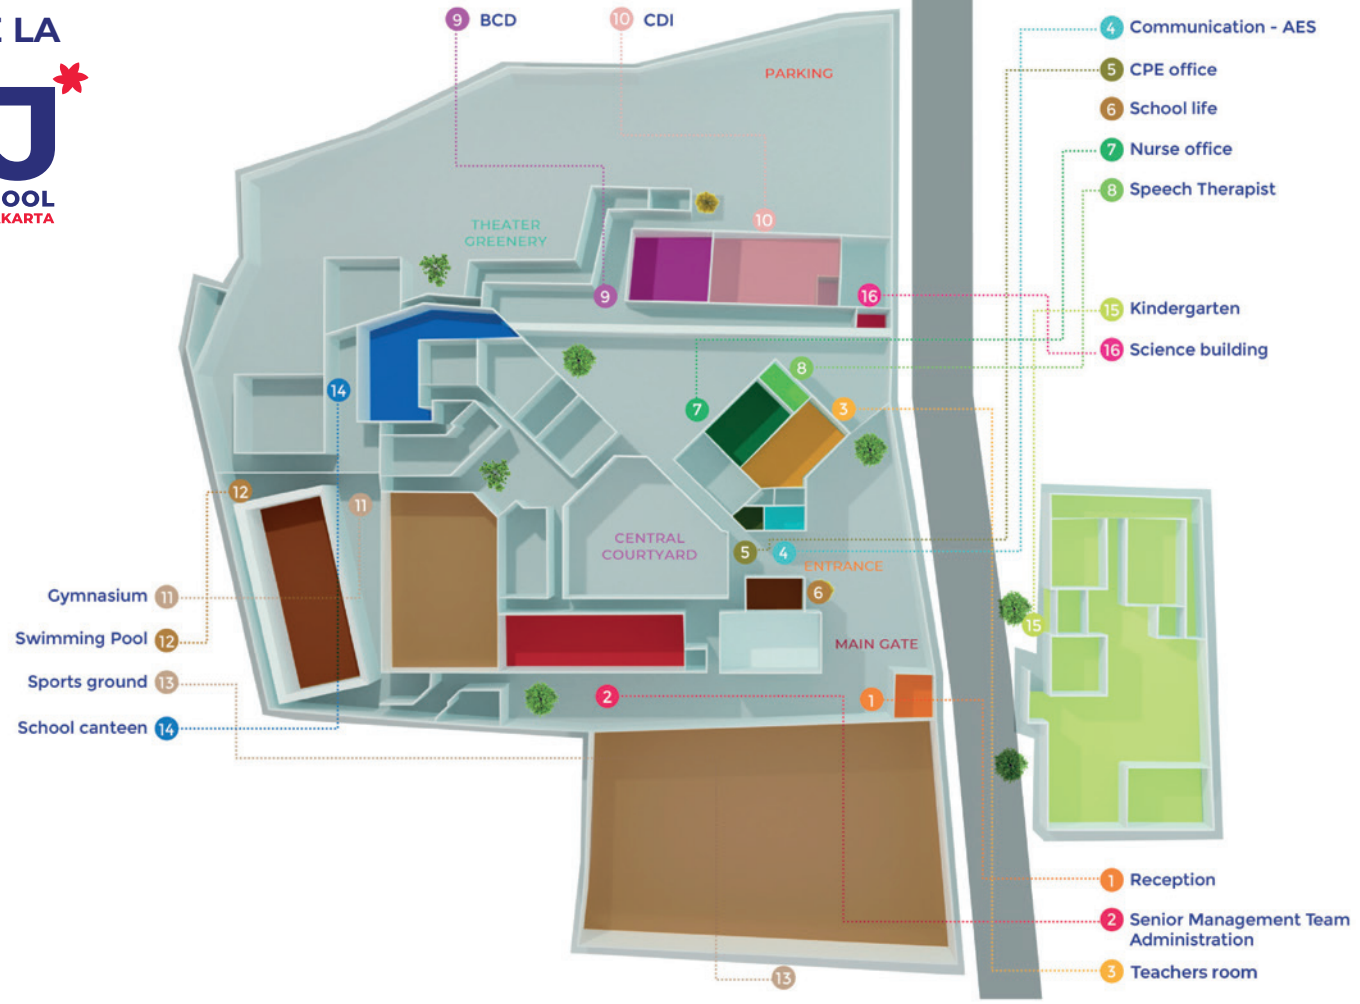 E LA
J
OOL
AKARTA
9 BCD
10 CDI
PARKING
4 Communication - AES
5 CPE office
6 School life
7 Nurse office
8 Speech Therapist
THEATER
GREENERY
10
9
16
15 Kindergarten
16 Science building
8
14
7
3
12
11
CENTRAL
COURTYARD
5
4
ENTRANCE
6
Gymnasium 11
15
Swimming Pool 12
MAIN GATE
Sports ground 13
2
1
School canteen 14
1 Reception
2 Senior Management Team
Administration
3 Teachers room
13